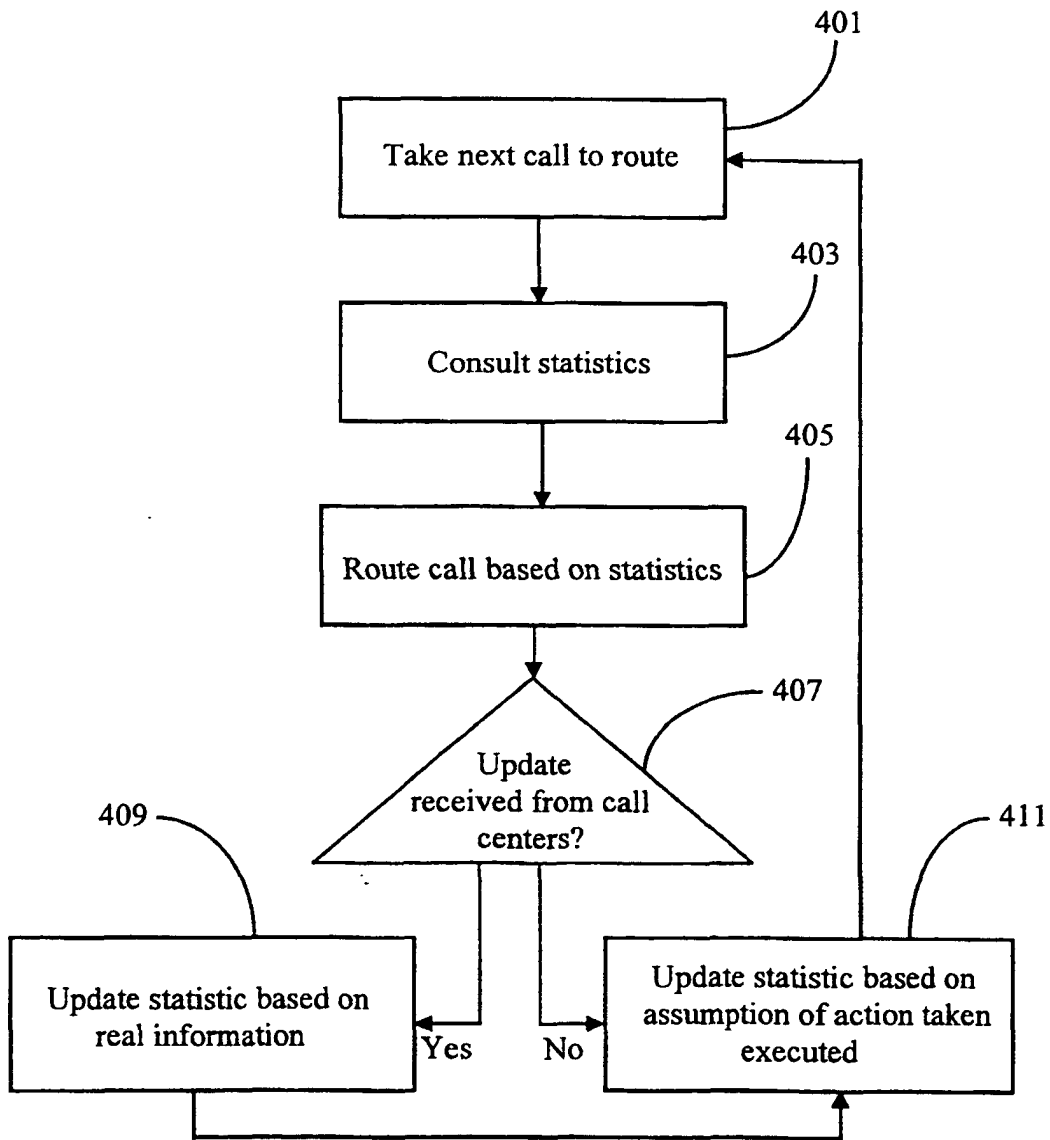 401
Take next call to route
403
Consult statistics
405
Route call based on statistics
407
Update
received from call
centers?
409
411
Update statistic based on
real information
Update statistic based on
assumption of action taken
executed
Yes
No